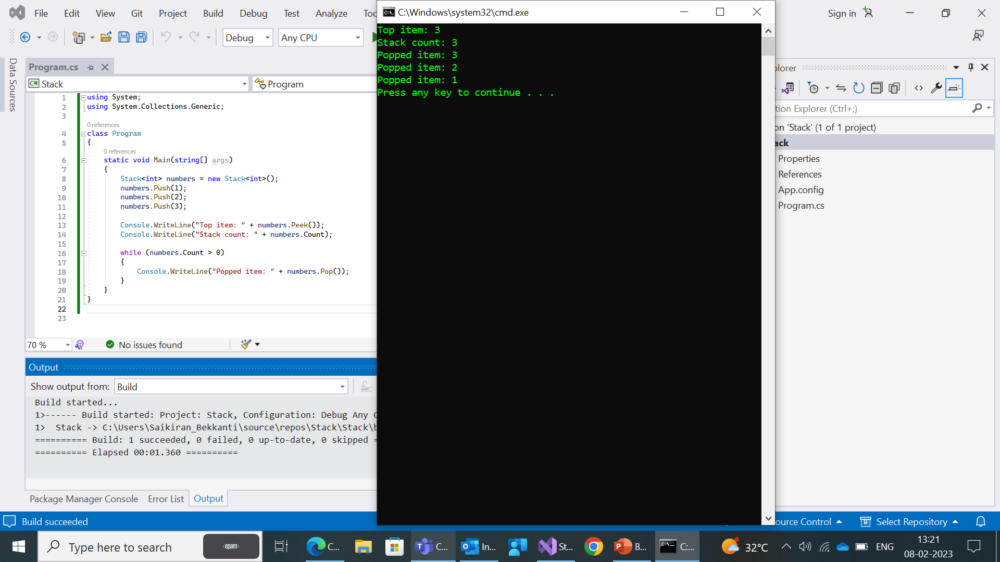 File Edit View Git Project Build Debug Test Analyze
Sign in
Debug Any CPU
Data Sources
Program.cs
Stack Program
1 using System;
2 using System.Collections.Generic;
3
0 references
4 class Program
5 {
0 references
6 static void Main(string[] args)
7 {
8 Stack<int> numbers = new Stack<int>();
9 numbers.Push(1);
10 numbers.Push(2);
11 numbers.Push(3);
12
13 Console.WriteLine("Top item: " + numbers.Peek());
14 Console.WriteLine("Stack count: " + numbers.Count);
15
16 while (numbers.Count > 0)
17 {
18 Console.WriteLine("Popped item: " + numbers.Pop());
19 }
20 }
21 }
22
23
70 % No issues found
Output
Show output from: Build
Build started...
1>------ Build started: Project: Stack, Configuration: Debug Any
1> Stack -> C:\Users\Saikiran_Bekkanti\source\repos\Stack\Stack\b
========== Build: 1 succeeded, 0 failed, 0 up-to-date, 0 skipped =
========== Elapsed 00:01.360 ==========
Package Manager Console Error List Output
Build succeeded
C:\Windows\system32\cmd.exe
Top item: 3
Stack count: 3
Popped item: 3
Popped item: 2
Popped item: 1
Press any key to continue . . .
plorer
tion Explorer (Ctrl+;)
on 'Stack' (1 of 1 project)
ack
Properties
References
App.config
Program.cs
ource Control Select Repository
Type here to search <epam> C... C... In... St... B... C:... 32°C ENG
13:21
08-02-2023